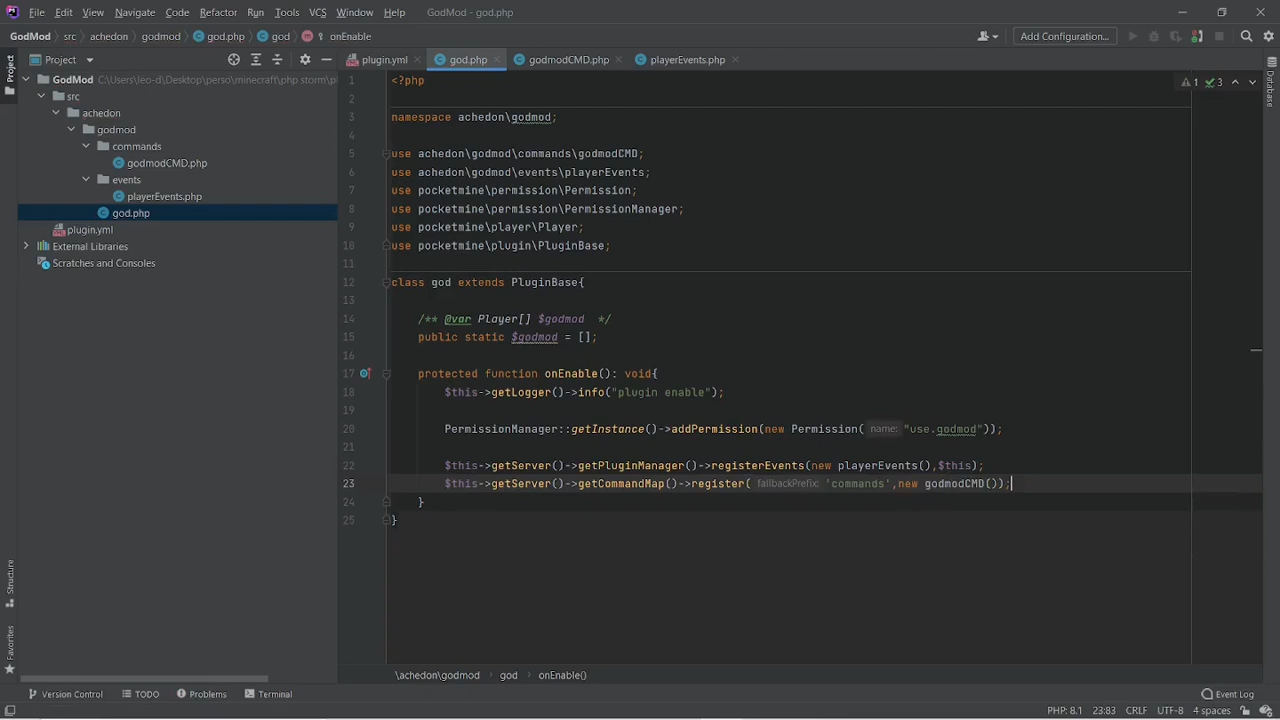 File Edit View Navigate Code Refactor Run Tools VCS Window Help GodMod - god.php
GodMod src achedon godmod god.php god onEnable Add Configuration...
Project
plugin.yml god.php godmodCMD.php playerEvents.php
GodMod C:\Users\leo-d\Desktop\perso\minecraft\php storm\pl
src
achedon
godmod
commands
godmodCMD.php
events
playerEvents.php
god.php
plugin.yml
External Libraries
Scratches and Consoles
Project
Structure
Favorites
Database
1 3
1 <?php
2
3 namespace achedon\godmod;
4
5 use achedon\godmod\commands\godmodCMD;
6 use achedon\godmod\events\playerEvents;
7 use pocketmine\permission\Permission;
8 use pocketmine\permission\PermissionManager;
9 use pocketmine\player\Player;
10 use pocketmine\plugin\PluginBase;
11
12 class god extends PluginBase{
13
14 /** @var Player[] $godmod */
15 public static $godmod = [];
16
17 protected function onEnable(): void{
18 $this->getLogger()->info("plugin enable");
19
20 PermissionManager::getInstance()->addPermission(new Permission( name: "use.godmod"));
21
22 $this->getServer()->getPluginManager()->registerEvents(new playerEvents(),$this);
23 $this->getServer()->getCommandMap()->register( fallbackPrefix: 'commands',new godmodCMD());
24 }
25 }
\achedon\godmod god onEnable()
Version Control TODO Problems Terminal Event Log
PHP: 8.1 23:83 CRLF UTF-8 4 spaces